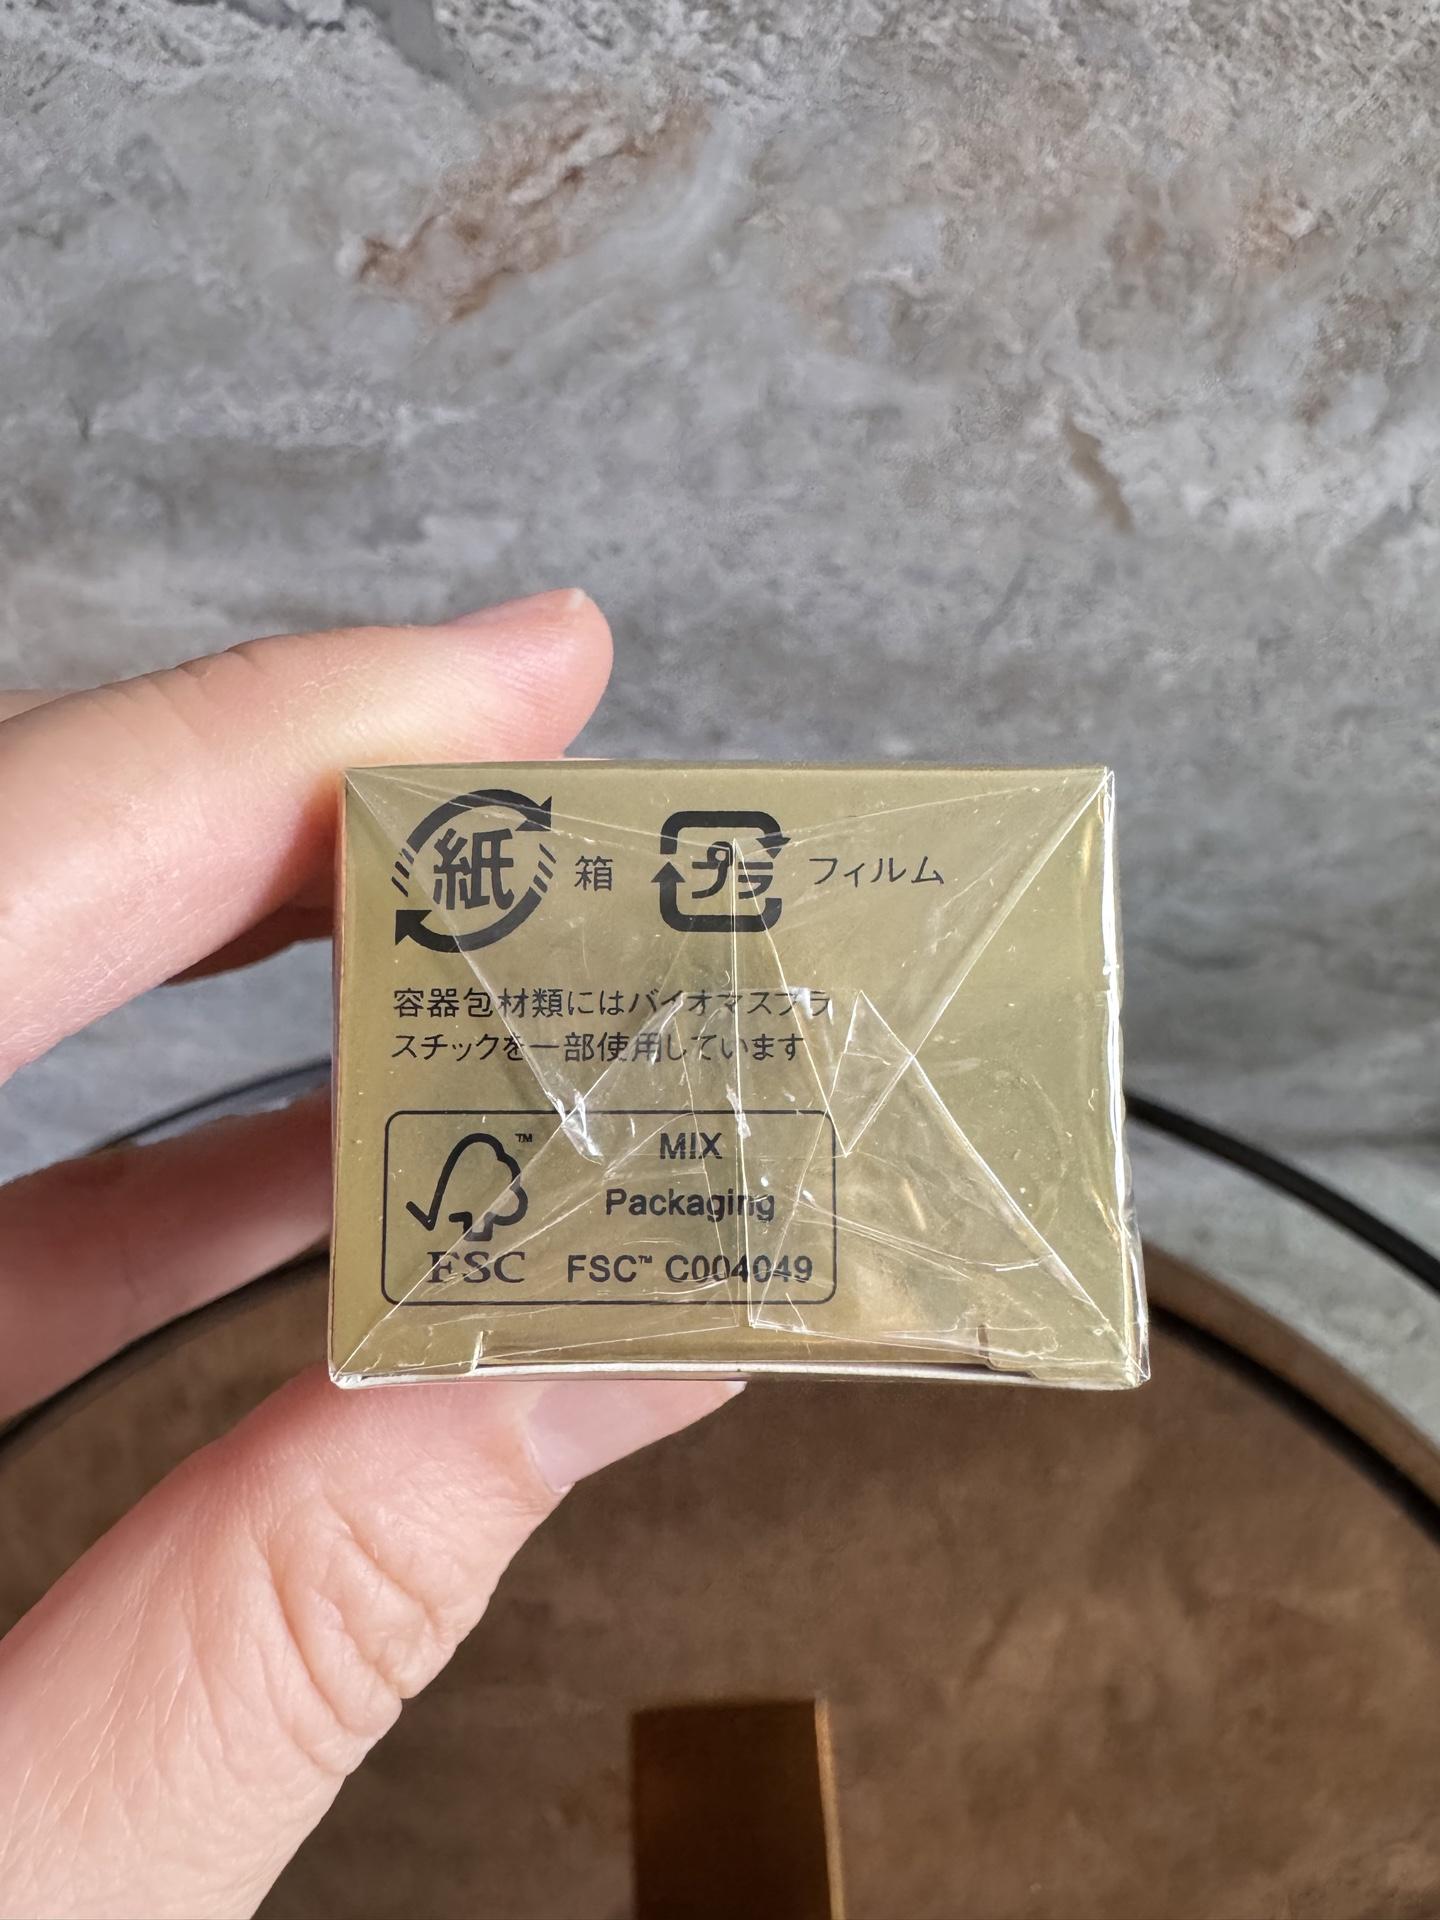 紙 箱 プラ フィルム
容器包材類にはバイオマスプラ
スチックを一部使用しています
™ MIX
Packaging
FSC FSC™ C004049